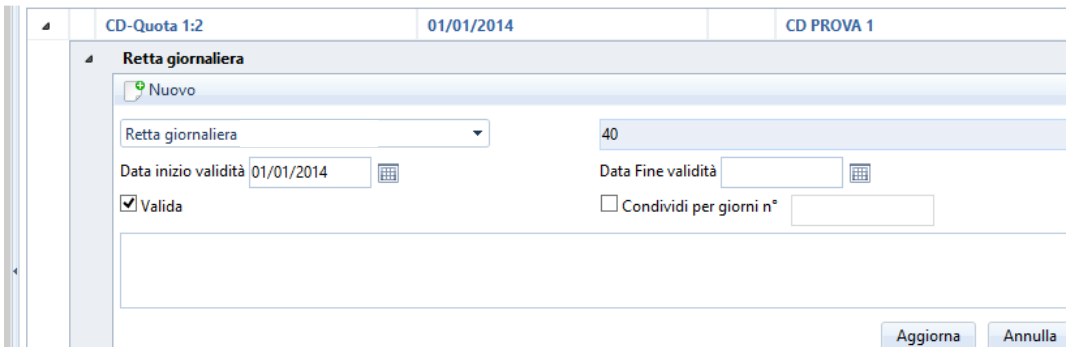 CD-Quota 1:2 01/01/2014 CD PROVA 1
Retta giornaliera
Nuovo
Retta giornaliera 40
Data inizio validità 01/01/2014 Data Fine validità
Valida Condividi per giorni n°
Aggiorna Annulla